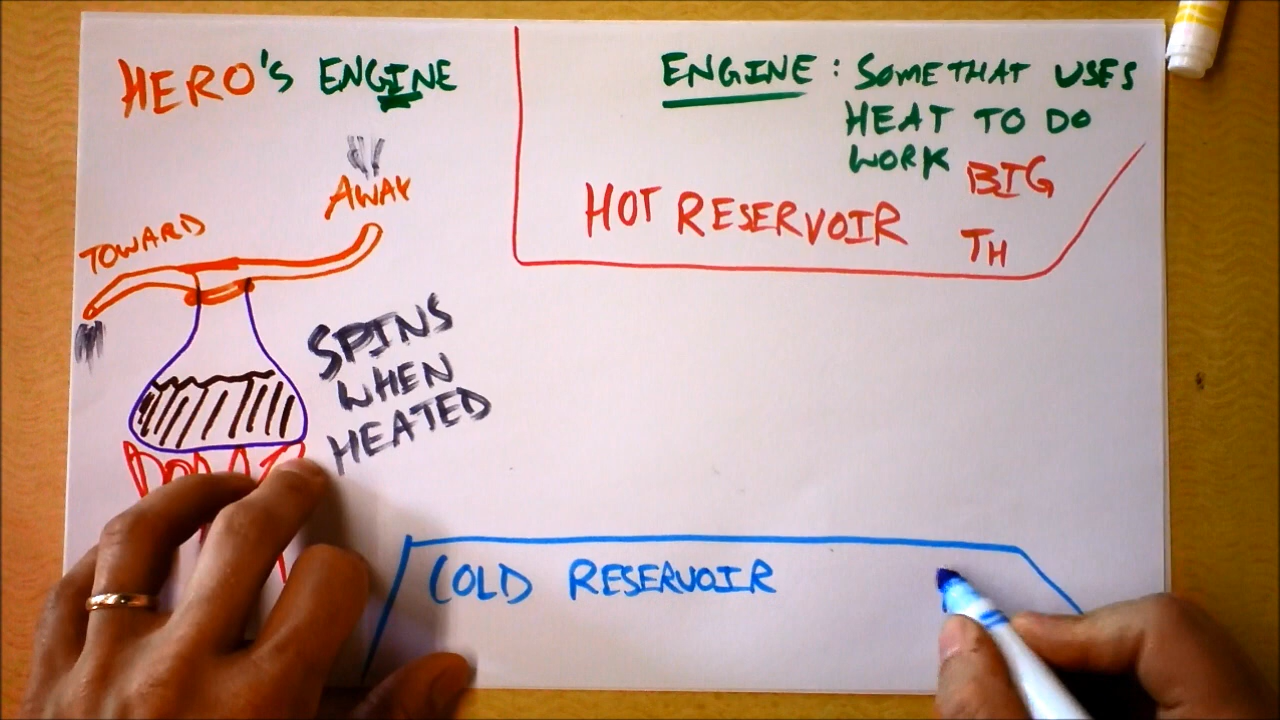 HERO'S ENGINE
AWAY
TOWARD
SPINS
WHEN
HEATED
ENGINE: SOMETHAT USES
HEAT TO DO
WORK
BIG
HOT RESERVOIR
TH
COLD RESERVOIR